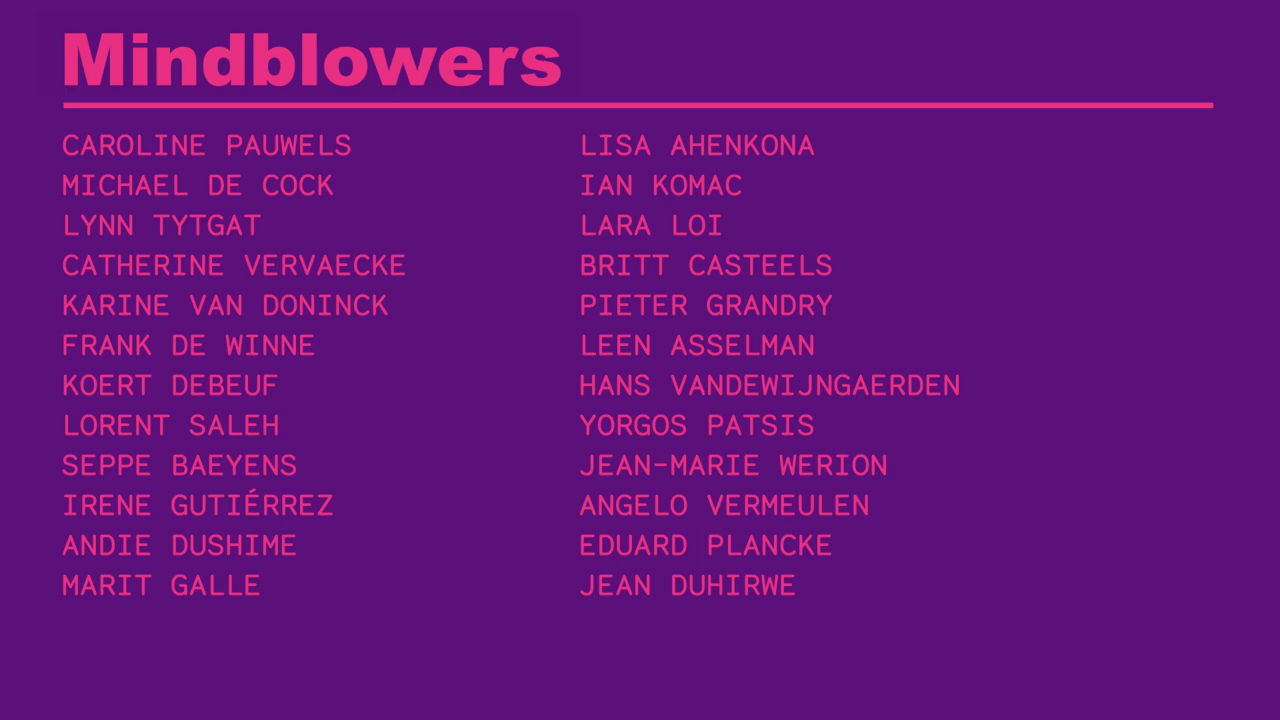 Mindblowers
CAROLINE PAUWELS
MICHAEL DE COCK
LYNN TYTGAT
CATHERINE VERVAECKE
KARINE VAN DONINCK
FRANK DE WINNE
KOERT DEBEUF
LORENT SALEH
SEPPE BAEYENS
IRENE GUTIÉRREZ
ANDIE DUSHIME
MARIT GALLE
LISA AHENKONA
IAN KOMAC
LARA LOI
BRITT CASTEELS
PIETER GRANDRY
LEEN ASSELMAN
HANS VANDEWIJNGAERDEN
YORGOS PATSIS
JEAN-MARIE WERION
ANGELO VERMEULEN
EDUARD PLANCKE
JEAN DUHIRWE